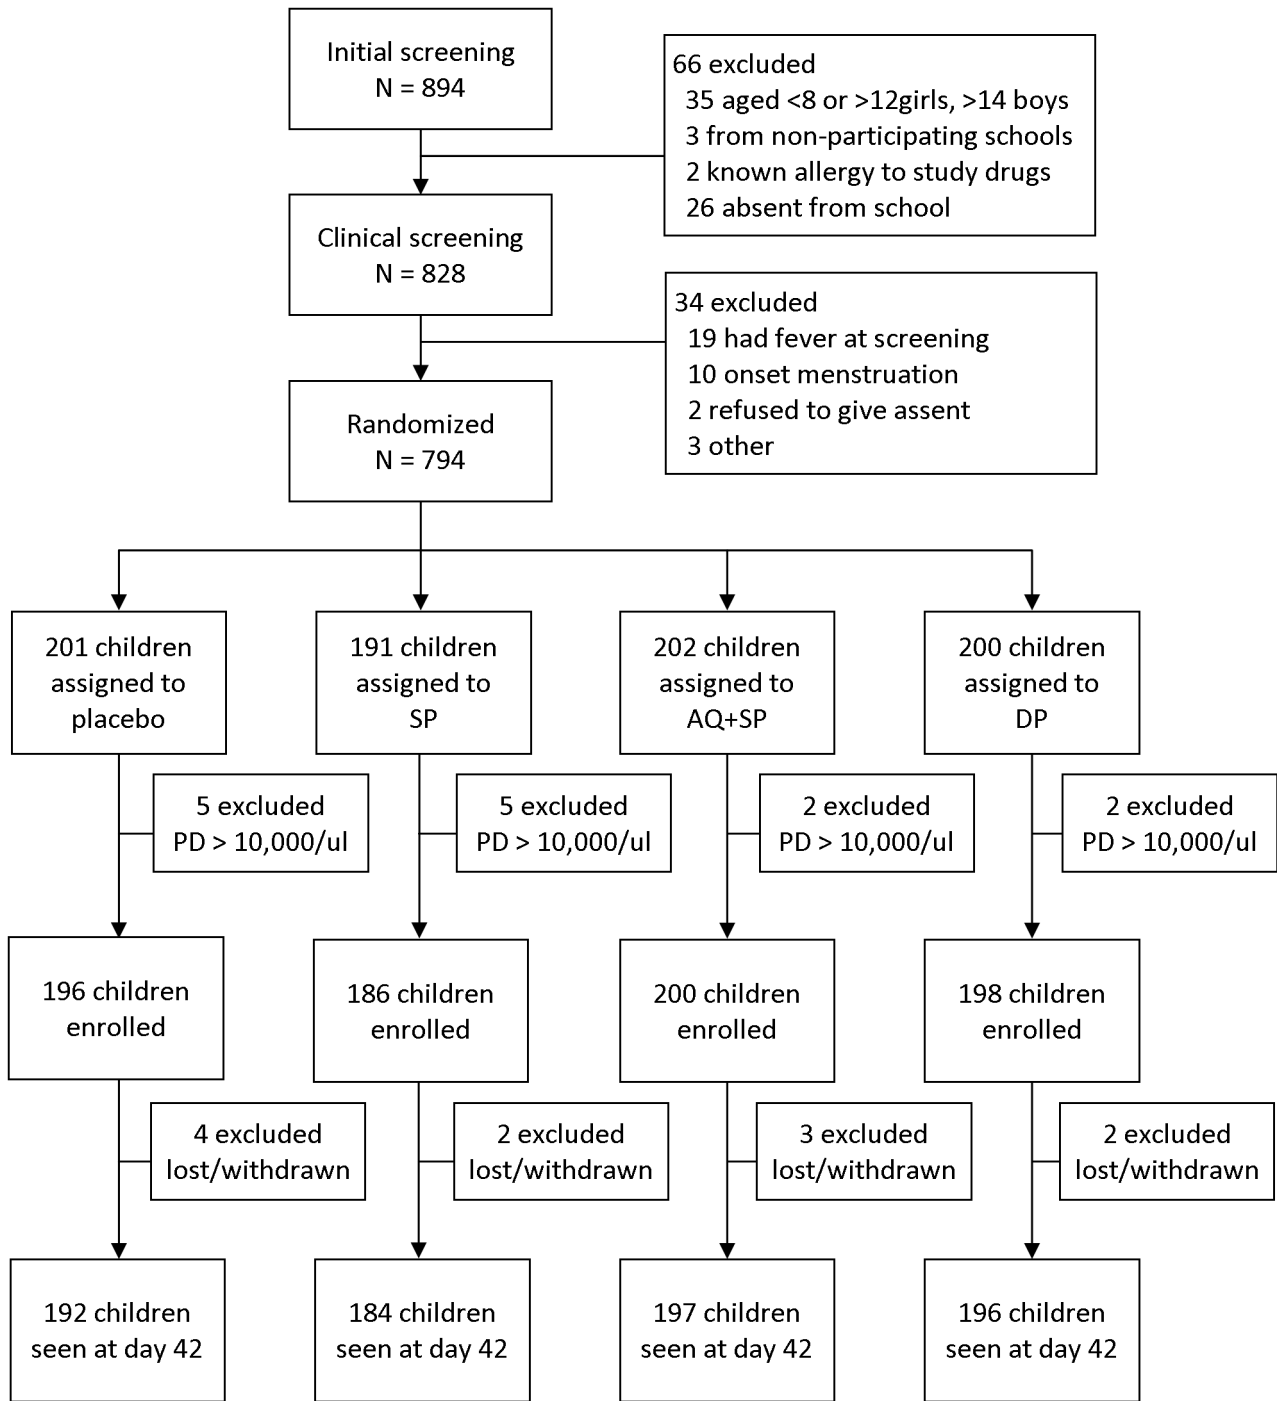 Initial screening
N = 894
66 excluded
35 aged <8 or >12girls, >14 boys
3 from non-participating schools
2 known allergy to study drugs
26 absent from school
Clinical screening
N = 828
34 excluded
19 had fever at screening
10 onset menstruation
2 refused to give assent
3 other
Randomized
N = 794
201 children
assigned to
placebo
191 children
assigned to
SP
202 children
assigned to
AQ+SP
200 children
assigned to
DP
5 excluded
PD > 10,000/ul
5 excluded
PD > 10,000/ul
2 excluded
PD > 10,000/ul
2 excluded
PD > 10,000/ul
196 children
enrolled
186 children
enrolled
200 children
enrolled
198 children
enrolled
4 excluded
lost/withdrawn
2 excluded
lost/withdrawn
3 excluded
lost/withdrawn
2 excluded
lost/withdrawn
192 children
seen at day 42
184 children
seen at day 42
197 children
seen at day 42
196 children
seen at day 42